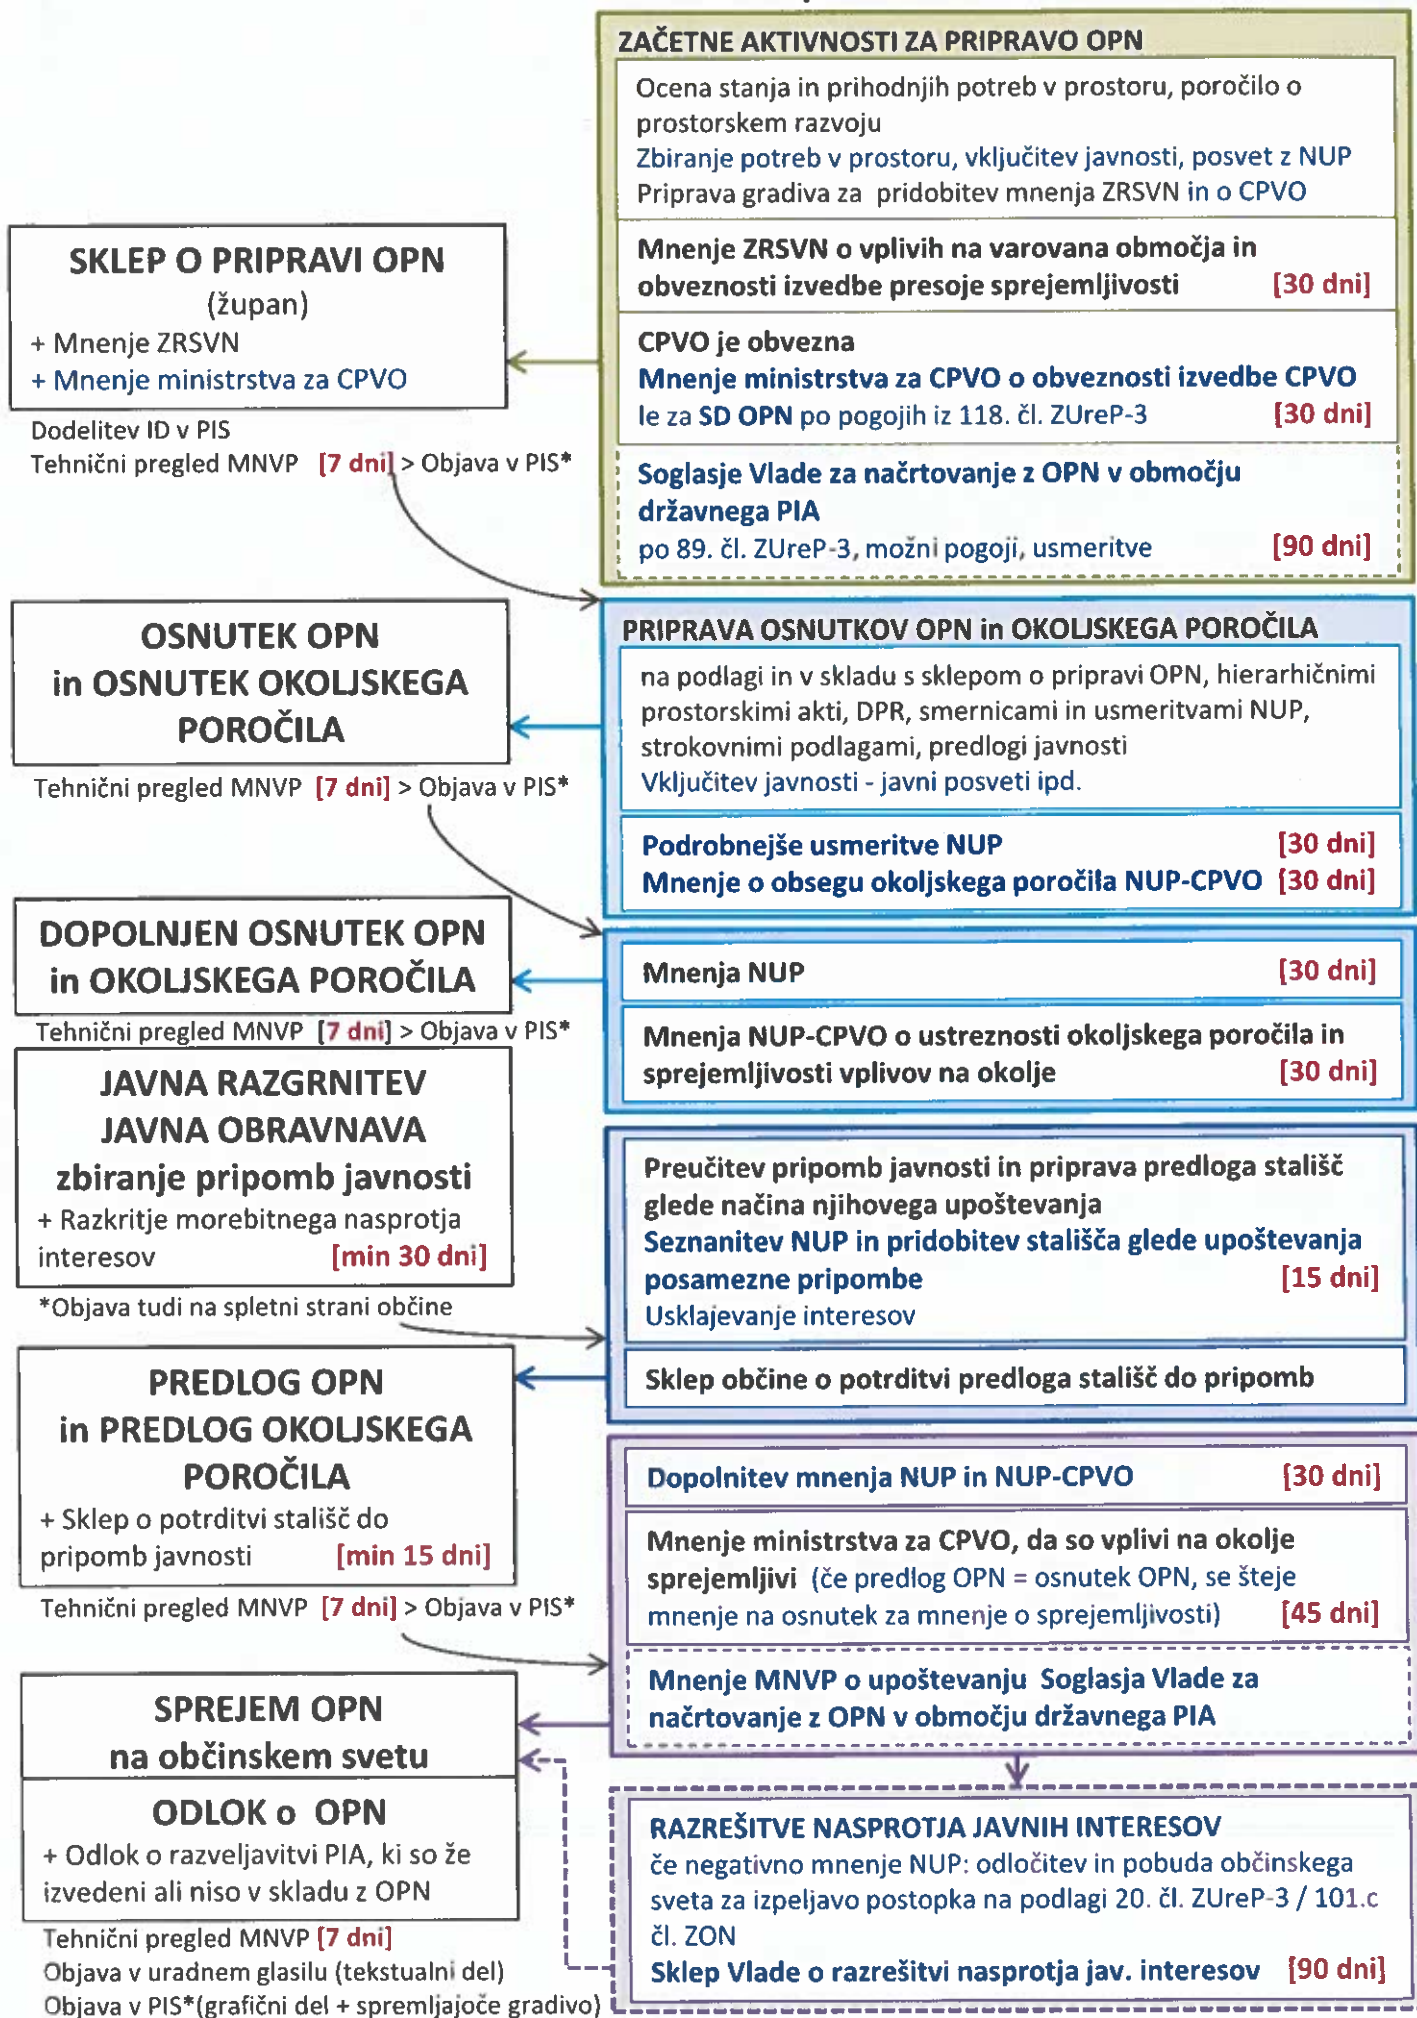 ZAČETNE AKTIVNOSTI ZA PRIPRAVO OPN
Ocena stanja in prihodnjih potreb v prostoru, poročilo o
prostorskem razvoju
Zbiranje potreb v prostoru, vključitev javnosti, posvet z NUP
Priprava gradiva za pridobitev mnenja ZRSVN in o CPVO
Mnenje ZRSVN o vplivih na varovana območja in
obveznosti izvedbe presoje sprejemljivosti [30 dni]
CPVO je obvezna
Mnenje ministrstva za CPVO o obveznosti izvedbe CPVO
le za SD OPN po pogojih iz 118. čl. ZUreP-3 [30 dni]
Soglasje Vlade za načrtovanje z OPN v območju
državnega PIA
po 89. čl. ZUreP-3, možni pogoji, usmeritve [90 dni]
SKLEP O PRIPRAVI OPN
(župan)
+ Mnenje ZRSVN
+ Mnenje ministrstva za CPVO
Dodelitev ID v PIS
Tehnični pregled MNVP [7 dni] > Objava v PIS*
PRIPRAVA OSNUTKOV OPN in OKOLJSKEGA POROČILA
na podlagi in v skladu s sklepom o pripravi OPN, hierarhičnimi
prostorskimi akti, DPR, smernicami in usmeritvami NUP,
strokovnimi podlagami, predlogi javnosti
Vključitev javnosti - javni posveti ipd.
Podrobnejše usmeritve NUP [30 dni]
Mnenje o obsegu okoljskega poročila NUP-CPVO [30 dni]
OSNUTEK OPN
in OSNUTEK OKOLJSKEGA
POROČILA
Tehnični pregled MNVP [7 dni] > Objava v PIS*
Mnenja NUP [30 dni]
Mnenja NUP-CPVO o ustreznosti okoljskega poročila in
sprejemljivosti vplivov na okolje [30 dni]
DOPOLNJEN OSNUTEK OPN
in OKOLJSKEGA POROČILA
Tehnični pregled MNVP [7 dni] > Objava v PIS*
JAVNA RAZGRNITEV
JAVNA OBRAVNAVA
zbiranje pripomb javnosti
+ Razkritje morebitnega nasprotja
interesov [min 30 dni]
*Objava tudi na spletni strani občine
Preučitev pripomb javnosti in priprava predloga stališč
glede načina njihovega upoštevanja
Seznanitev NUP in pridobitev stališča glede upoštevanja
posamezne pripombe [15 dni]
Usklajevanje interesov
Sklep občine o potrditvi predloga stališč do pripomb
PREDLOG OPN
in PREDLOG OKOLJSKEGA
POROČILA
+ Sklep o potrditvi stališč do
pripomb javnosti [min 15 dni]
Tehnični pregled MNVP [7 dni] > Objava v PIS*
Dopolnitev mnenja NUP in NUP-CPVO [30 dni]
Mnenje ministrstva za CPVO, da so vplivi na okolje
sprejemljivi (če predlog OPN = osnutek OPN, se šteje
mnenje na osnutek za mnenje o sprejemljivosti) [45 dni]
Mnenje MNVP o upoštevanju Soglasja Vlade za
načrtovanje z OPN v območju državnega PIA
SPREJEM OPN
na občinskem svetu
ODLOK o OPN
+ Odlok o razveljavitvi PIA, ki so že
izvedeni ali niso v skladu z OPN
Tehnični pregled MNVP [7 dni]
Objava v uradnem glasilu (tekstualni del)
Objava v PIS*(grafični del + spremljajoče gradivo)
RAZREŠITVE NASPROTJA JAVNIH INTERESOV
če negativno mnenje NUP: odločitev in pobuda občinskega
sveta za izpeljavo postopka na podlagi 20. čl. ZUreP-3 / 101.c
čl. ZON
Sklep Vlade o razrešitvi nasprotja jav. interesov [90 dni]